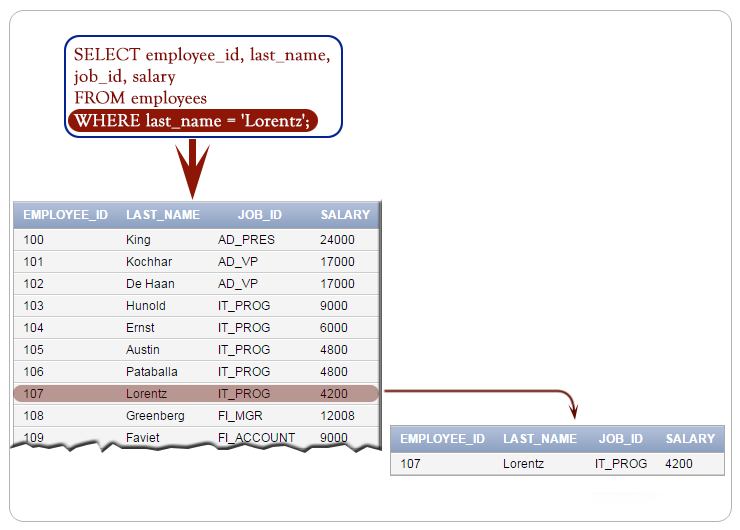 SELECT employee_id, last_name,
job_id, salary
FROM employees
WHERE last_name = 'Lorentz';
EMPLOYEE_ID LAST_NAME JOB_ID SALARY
100 King AD_PRES 24000
101 Kochhar AD_VP 17000
102 De Haan AD_VP 17000
103 Hunold IT_PROG 9000
104 Ernst IT_PROG 6000
105 Austin IT_PROG 4800
106 Pataballa IT_PROG 4800
107 Lorentz IT_PROG 4200
108 Greenberg FI_MGR 12008
109 Faviet FI_ACCOUNT 9000
EMPLOYEE_ID LAST_NAME JOB_ID SALARY
107 Lorentz IT_PROG 4200